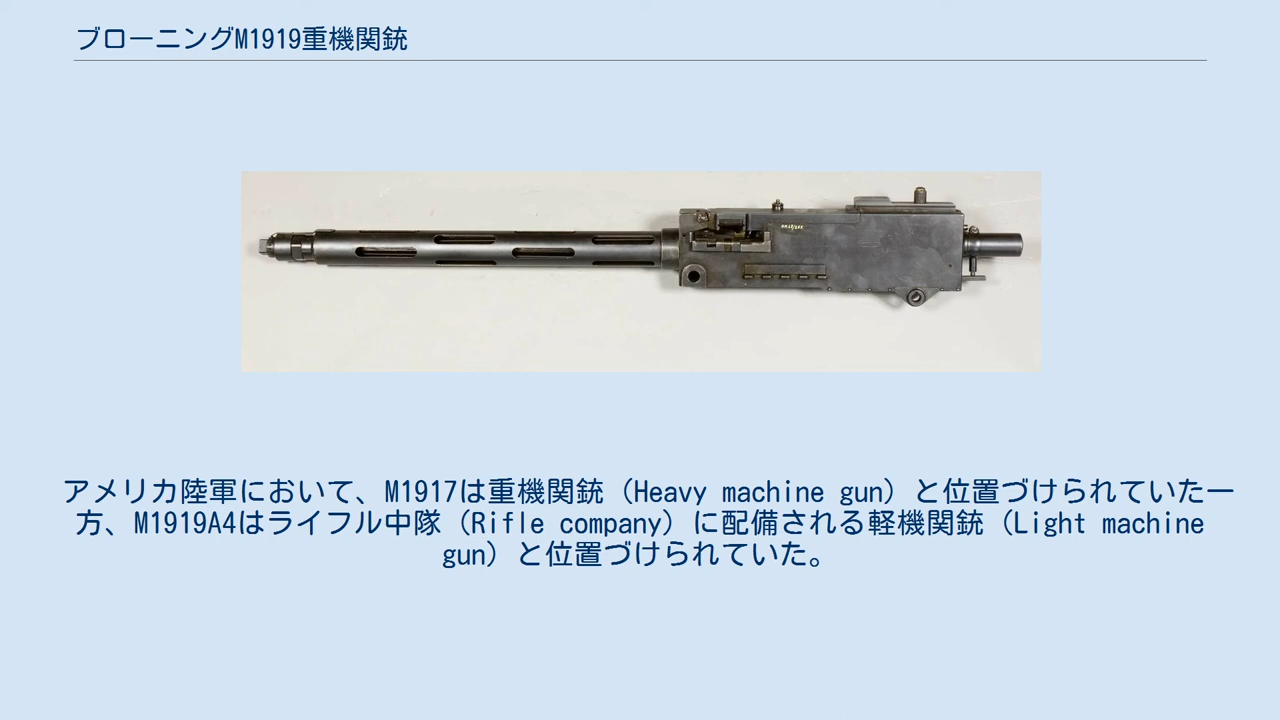 ブローニングM1919重機関銃
アメリカ陸軍において、M1917は重機関銃（Heavy machine gun）と位置づけられていた一
方、M1919A4はライフル中隊（Rifle company）に配備される軽機関銃（Light machine
gun）と位置づけられていた。